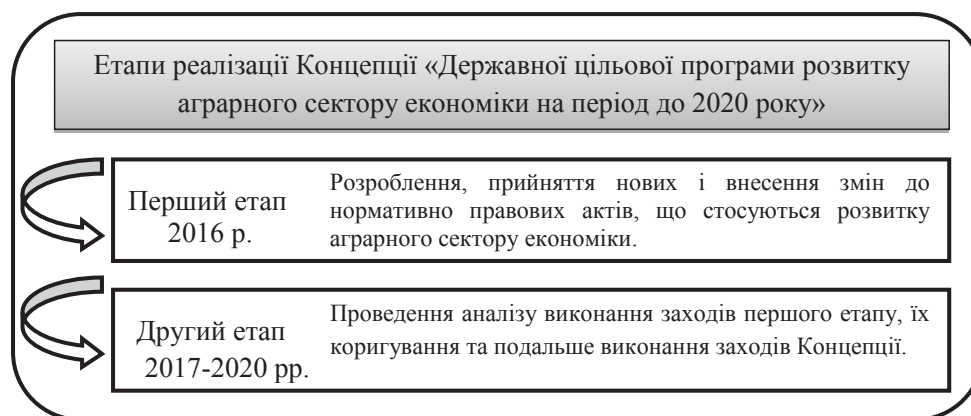 Етапи реалізації Концепції «Державної цільової програми розвитку
аграрного сектору економіки на період до 2020 року»
Перший етап
2016 р.
Розроблення, прийняття нових і внесення змін до
нормативно правових актів, що стосуються розвитку
аграрного сектору економіки.
Другий етап
2017-2020 рр.
Проведення аналізу виконання заходів першого етапу, їх
коригування та подальше виконання заходів Концепції.